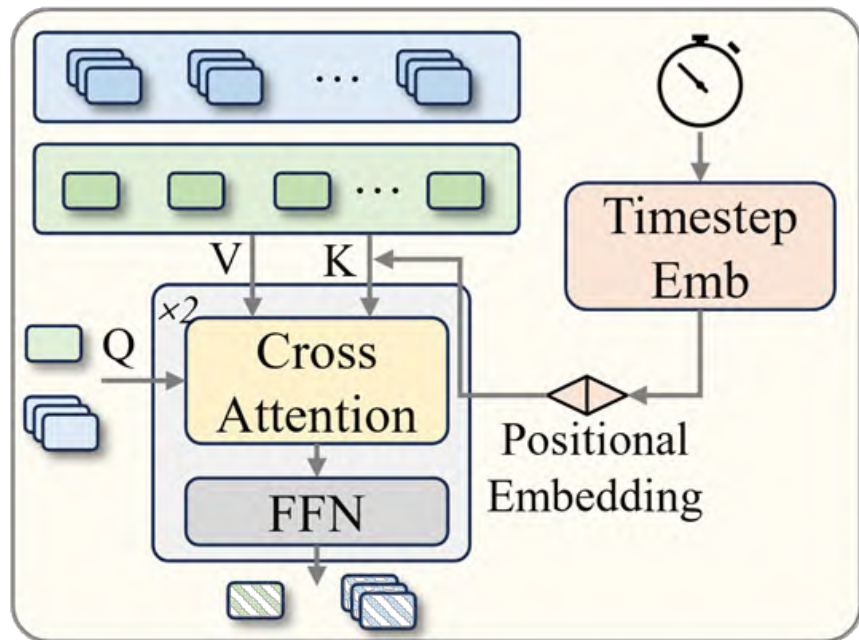 ...
...
Timestep
Emb
V
K
×2
Q
Cross
Attention
Positional
Embedding
FFN